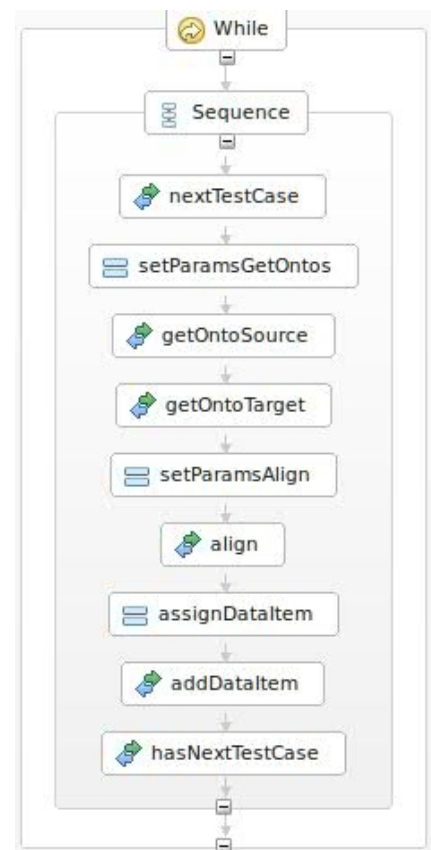 While
Sequence
nextTestCase
setParamsGetOntos
getOntoSource
getOntoTarget
setParamsAlign
align
assignDataItem
addDataItem
hasNextTestCase